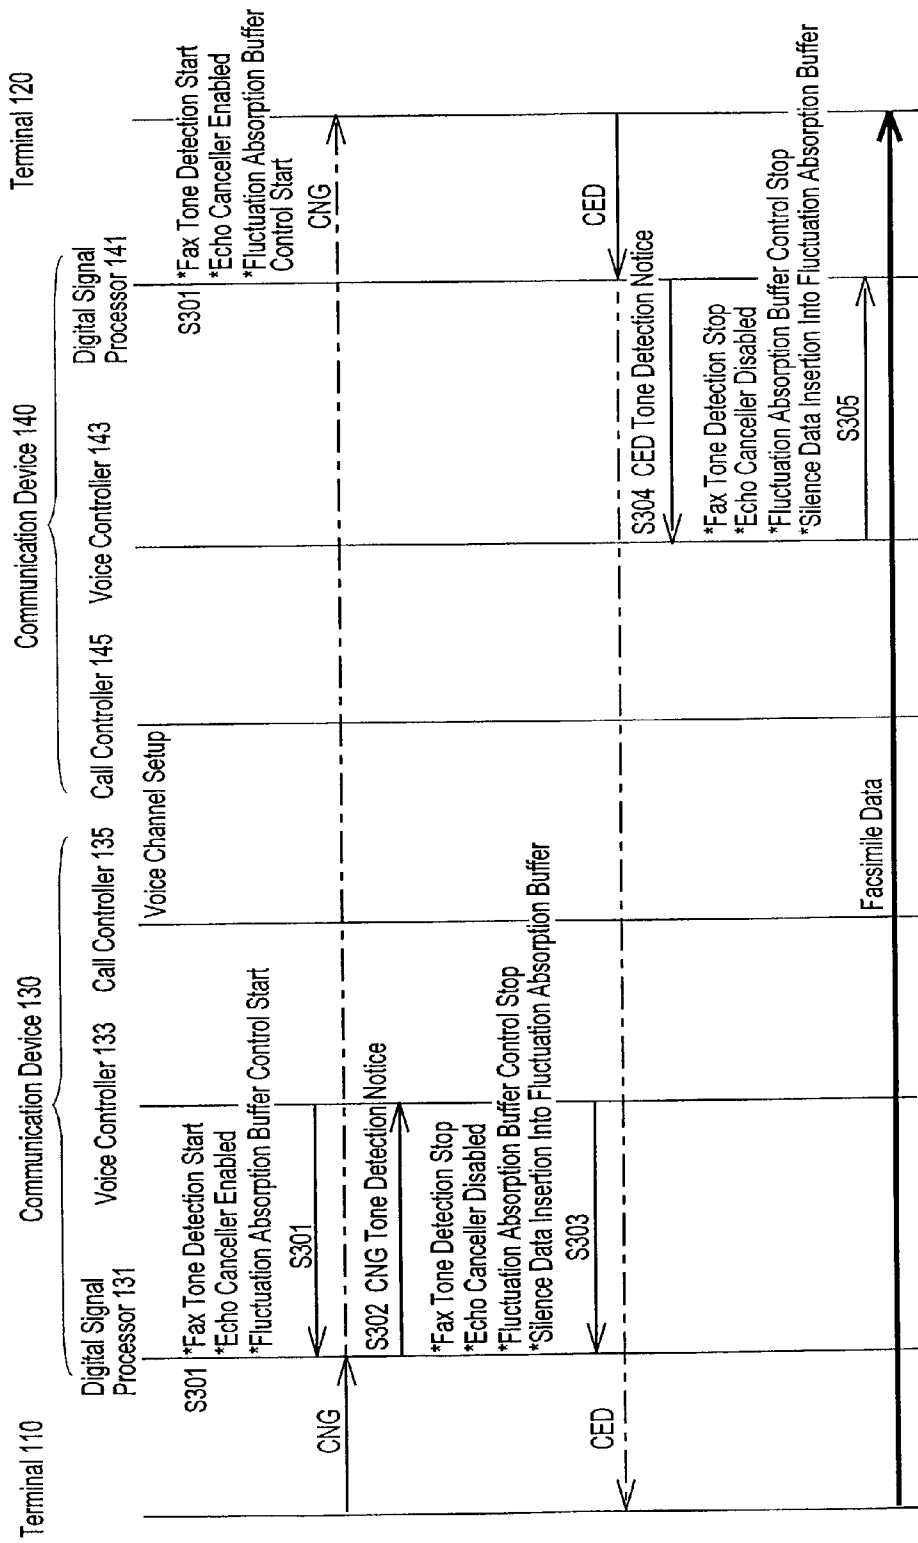 Communication Device 130
Communication Device 140
Terminal 110
Digital Signal
Processor 131
Voice Controller 133
Call Controller 135
Call Controller 145
Voice Controller 143
Digital Signal
Processor 141
Terminal 120
Voice Channel Setup
S301 *Fax Tone Detection Start
*Echo Canceller Enabled
*Fluctuation Absorption Buffer Control Start
S301
S301 *Fax Tone Detection Start
*Echo Canceller Enabled
*Fluctuation Absorption Buffer
Control Start
CNG
CNG
S302 CNG Tone Detection Notice
*Fax Tone Detection Stop
*Echo Canceller Disabled
*Fluctuation Absorption Buffer Control Stop
*Silence Data Insertion Into Fluctuation Absorption Buffer
S303
CED
CED
S304 CED Tone Detection Notice
*Fax Tone Detection Stop
*Echo Canceller Disabled
*Fluctuation Absorption Buffer Control Stop
*Silence Data Insertion Into Fluctuation Absorption Buffer
S305
Facsimile Data